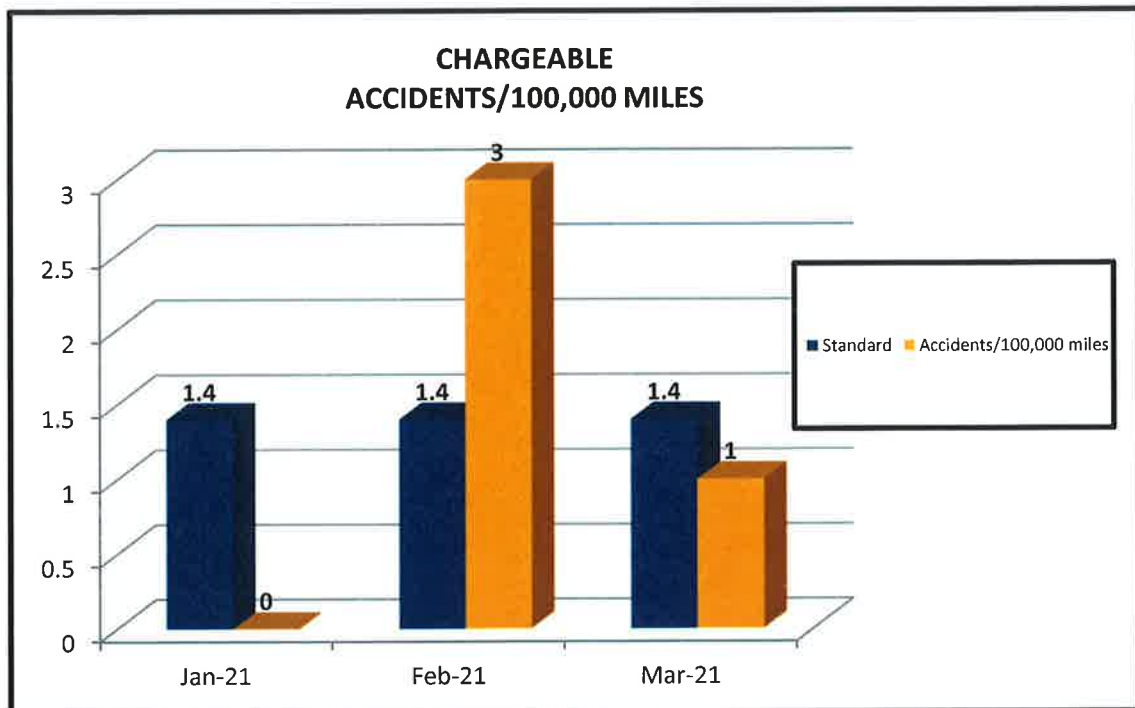 CHARGEABLE
ACCIDENTS/100,000 MILES
3
3
2.5
2
1.5
1
0.5
0
1.4
0
1.4
1.4
1
Standard
Accidents/100,000 miles
Jan-21
Feb-21
Mar-21